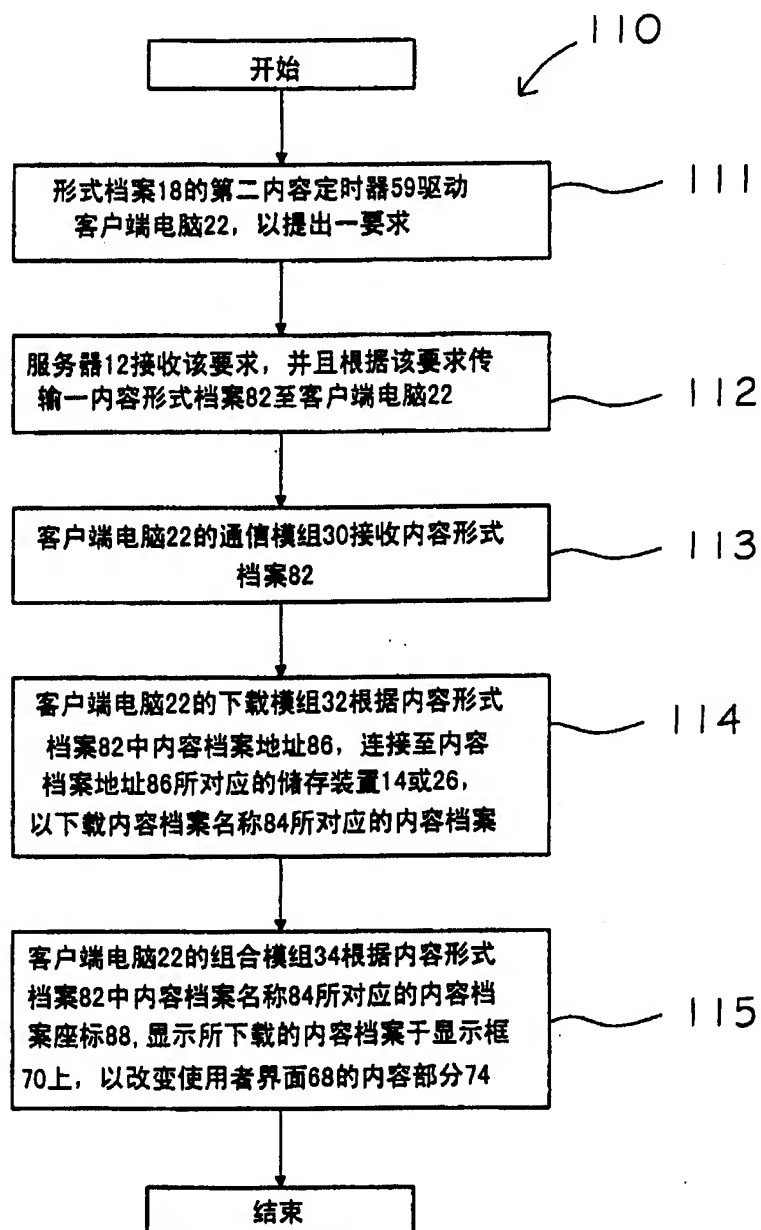 110
开始
形式档案18的第二内容定时器59驱动
客户端电脑22，以提出一要求
111
服务器12接收该要求，并且根据该要求传
输一内容形式档案82至客户端电脑22
112
客户端电脑22的通信模组30接收内容形式
档案82
113
客户端电脑22的下载模组32根据内容形式
档案82中内容档案地址86，连接至内容
档案地址86所对应的储存装置14或26，
以下载内容档案名称84所对应的内容档案
114
客户端电脑22的组合模组34根据内容形式
档案82中内容档案名称84所对应的内容档
案座标88,显示所下载的内容档案于显示框
70上，以改变使用者界面68的内容部分74
115
结束